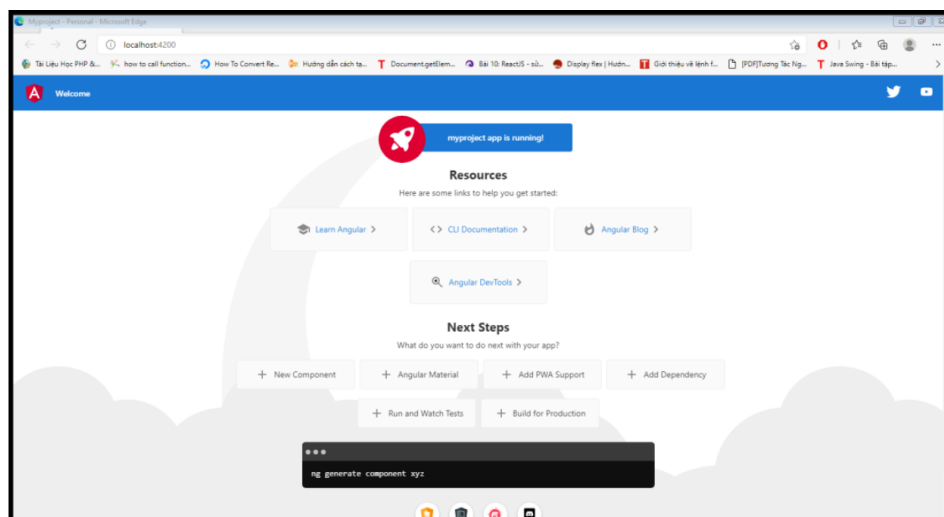 Myproject - Personal - Microsoft Edge
localhost:4200
Tài Liệu Học PHP &... how to call function... How To Convert Re... Hướng dẫn cách tạ... Document.getElem... Bài 10: ReactJS - sử... Display flex | Hướn... Giới thiệu về lệnh f... [PDF]Tương Tác Ng... Java Swing - Bài tập...
Welcome
myproject app is running!
Resources
Here are some links to help you get started:
Learn Angular
CLI Documentation
Angular Blog
Angular DevTools
Next Steps
What do you want to do next with your app?
New Component
Angular Material
Add PWA Support
Add Dependency
Run and Watch Tests
Build for Production
ng generate component xyz